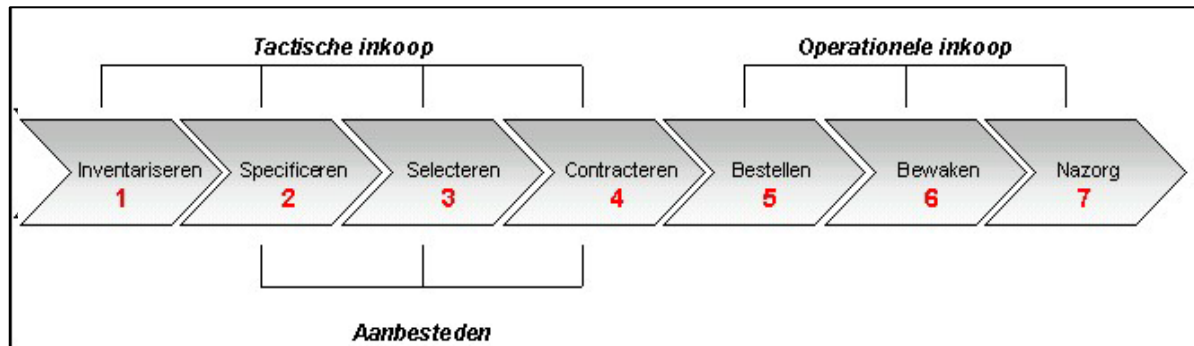 Tactische inkoop Operationele inkoop
Inventariseren Specificeren Selecteren Contracteren Bestellen Bewaken Nazorg
1 2 3 4 5 6 7
Aanbesteden